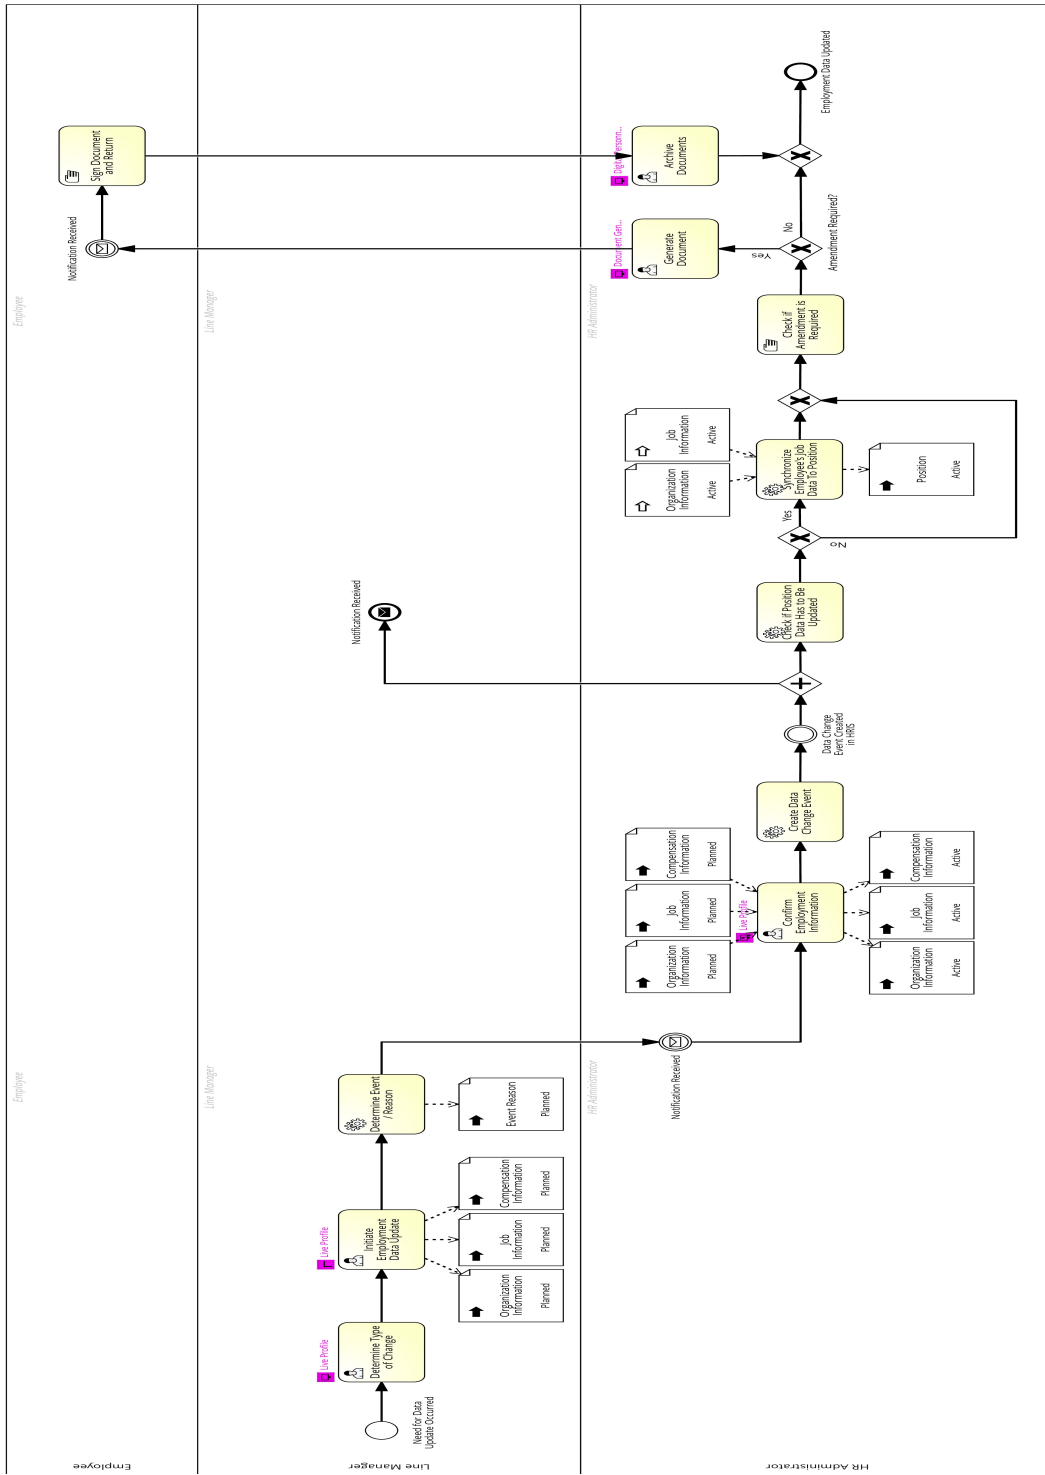 Employee
Employee
Employee
Notification Received
Sign Document
and Return
Line Manager
Line Manager
Line Manager
Need for Data
Update Occurred
Live Profile
Determine Type
of Change
Live Profile
Initiate
Employment
Data Update
Organization
Information
Planned
Job
Information
Planned
Compensation
Information
Planned
Determine Event
/ Reason
Event Reason
Planned
Notification Received
HR Administrator
HR Administrator
HR Administrator
Notification Received
Organization
Information
Planned
Job
Information
Planned
Compensation
Information
Planned
Live Profile
Confirm
Employment
Information
Organization
Information
Active
Job
Information
Active
Compensation
Information
Active
Create Data
Change Event
Data Change
Event Created
in HRIS
Check if Position
Data Has to Be
Updated
Yes
No
Organization
Information
Active
Job
Information
Active
Synchronize
Employee's Job
Data To Position
Position
Active
Check if
Amendment is
Required
Amendment Required?
Yes
No
Document Gen...
Generate
Document
Digital Personn...
Archive
Documents
Employment Data Updated